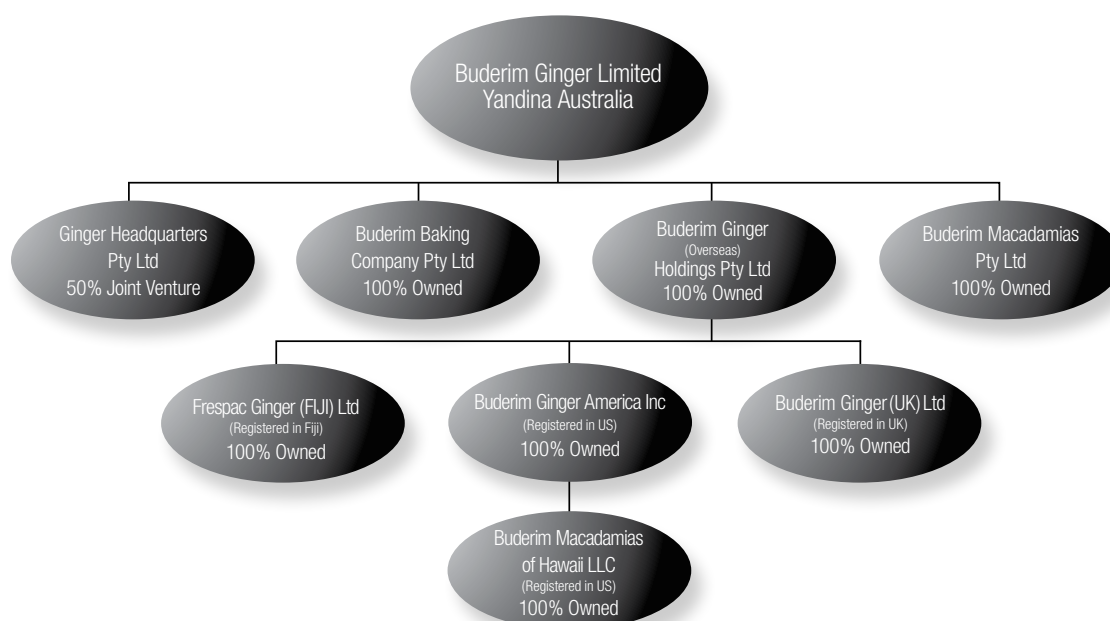 Buderim Ginger Limited
Yandina Australia
Ginger Headquarters
Pty Ltd
50% Joint Venture
Buderim Baking
Company Pty Ltd
100% Owned
Buderim Ginger
(Overseas)
Holdings Pty Ltd
100% Owned
Buderim Macadamias
Pty Ltd
100% Owned
Frespac Ginger (FIJI) Ltd
(Registered in Fiji)
100% Owned
Buderim Ginger America Inc
(Registered in US)
100% Owned
Buderim Ginger (UK) Ltd
(Registered in UK)
100% Owned
Buderim Macadamias
of Hawaii LLC
(Registered in US)
100% Owned